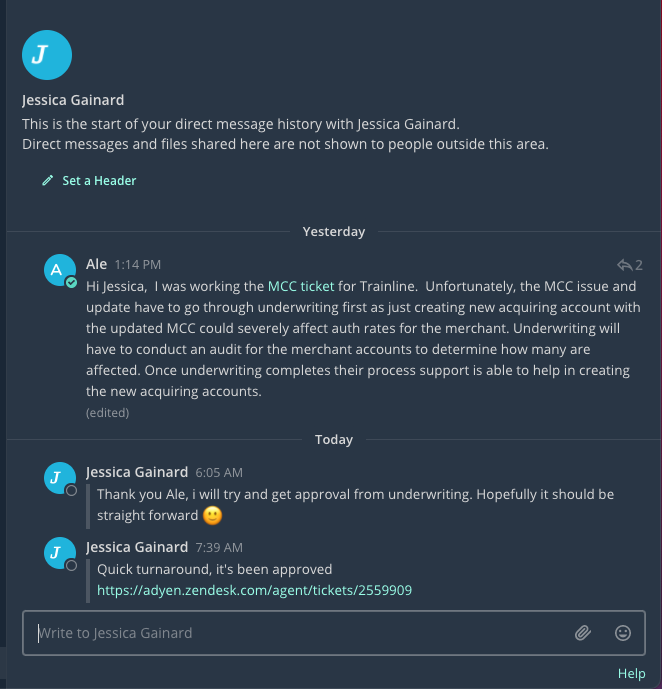 J
Jessica Gainard
This is the start of your direct message history with Jessica Gainard.
Direct messages and files shared here are not shown to people outside this area.
Set a Header
Yesterday
A
Ale 1:14 PM
2
Hi Jessica, I was working the MCC ticket for Trainline. Unfortunately, the MCC issue and
update have to go through underwriting first as just creating new acquiring account with
the updated MCC could severely affect auth rates for the merchant. Underwriting will
have to conduct an audit for the merchant accounts to determine how many are
affected. Once underwriting completes their process support is able to help in creating
the new acquiring accounts.
(edited)
Today
J
Jessica Gainard 6:05 AM
Thank you Ale, i will try and get approval from underwriting. Hopefully it should be
straight forward 🙂
J
Jessica Gainard 7:39 AM
Quick turnaround, it's been approved
https://adyen.zendesk.com/agent/tickets/2559909
Write to Jessica Gainard
Help